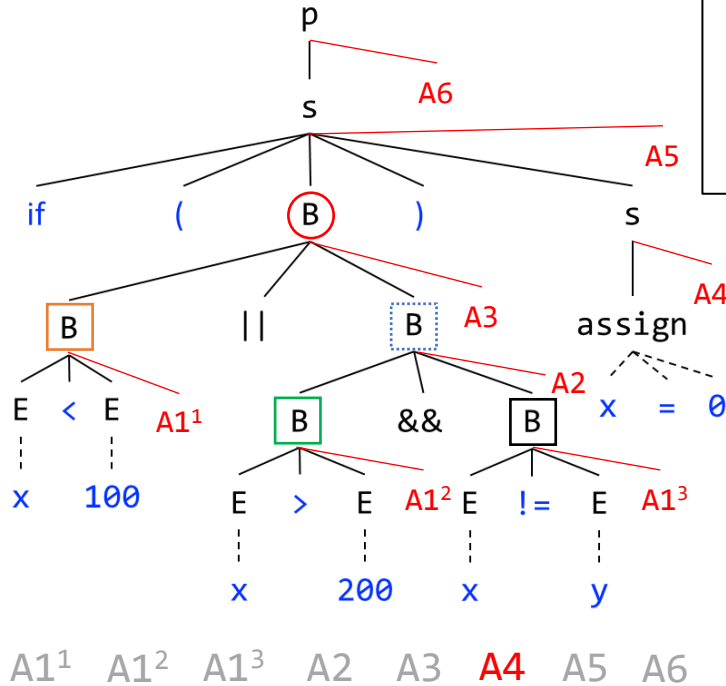 p
A6
s
A5
if ( B ) s
A4
B || B A3 assign
A2
E < E A1¹ B && B x = 0
x 100 E > E A1² E != E A1³
x 200 x y
A1¹ A1² A1³ A2 A3 A4 A5 A6